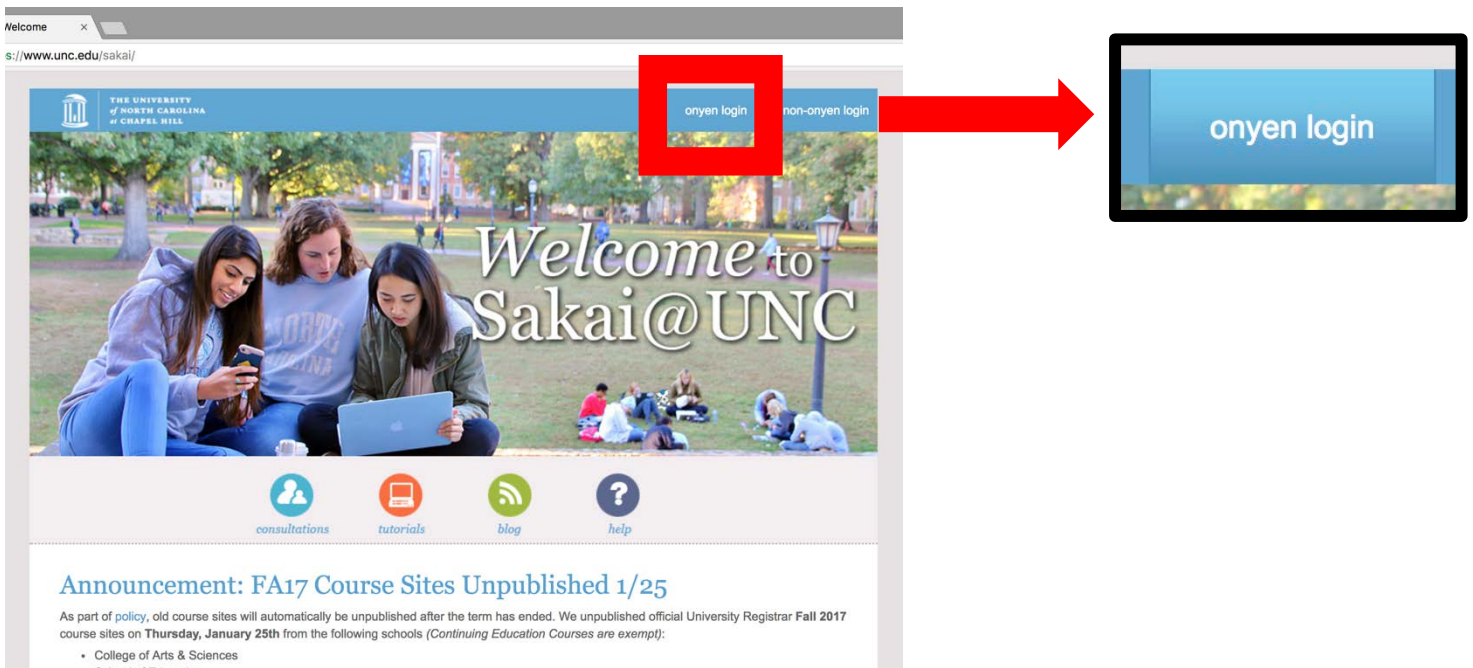 Welcome ×
s://www.unc.edu/sakai/
THE UNIVERSITY
of NORTH CAROLINA
at CHAPEL HILL
onyen login
non-onyen login
onyen login
Welcome to
Sakai@UNC
NORTH
CAROLINA
consultations
tutorials
blog
?
help
Announcement: FA17 Course Sites Unpublished 1/25
As part of policy, old course sites will automatically be unpublished after the term has ended. We unpublished official University Registrar Fall 2017
course sites on Thursday, January 25th from the following schools (Continuing Education Courses are exempt):
• College of Arts & Sciences